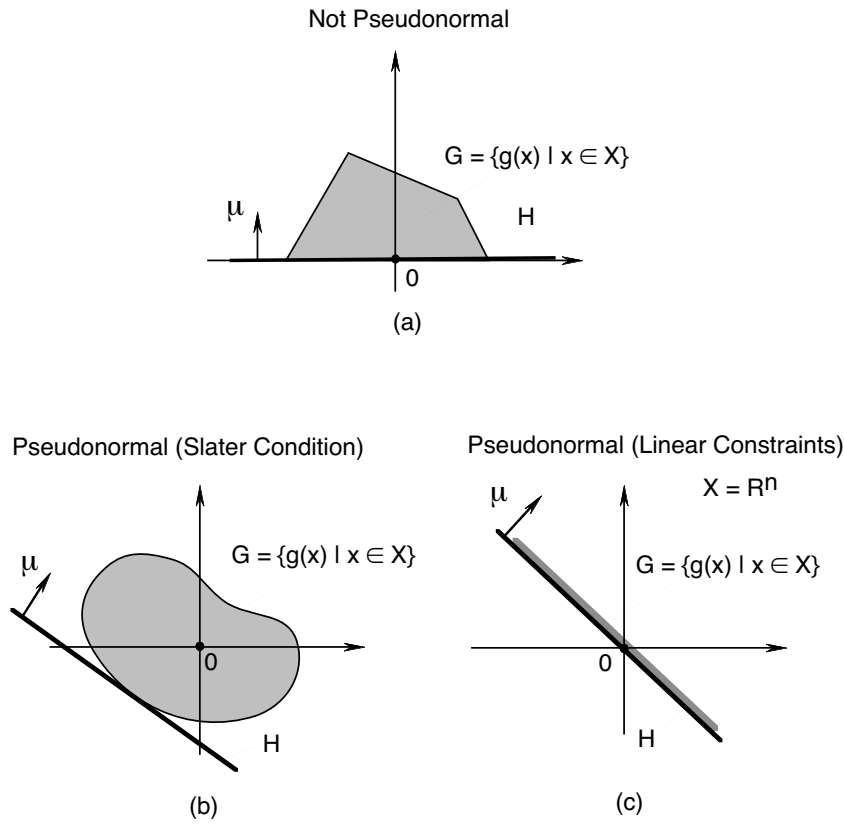 Not Pseudonormal
G = {g(x) | x ∈ X}
μ
H
0
(a)
Pseudonormal (Slater Condition)
μ
G = {g(x) | x ∈ X}
0
H
(b)
Pseudonormal (Linear Constraints)
X = Rⁿ
μ
G = {g(x) | x ∈ X}
0
H
(c)